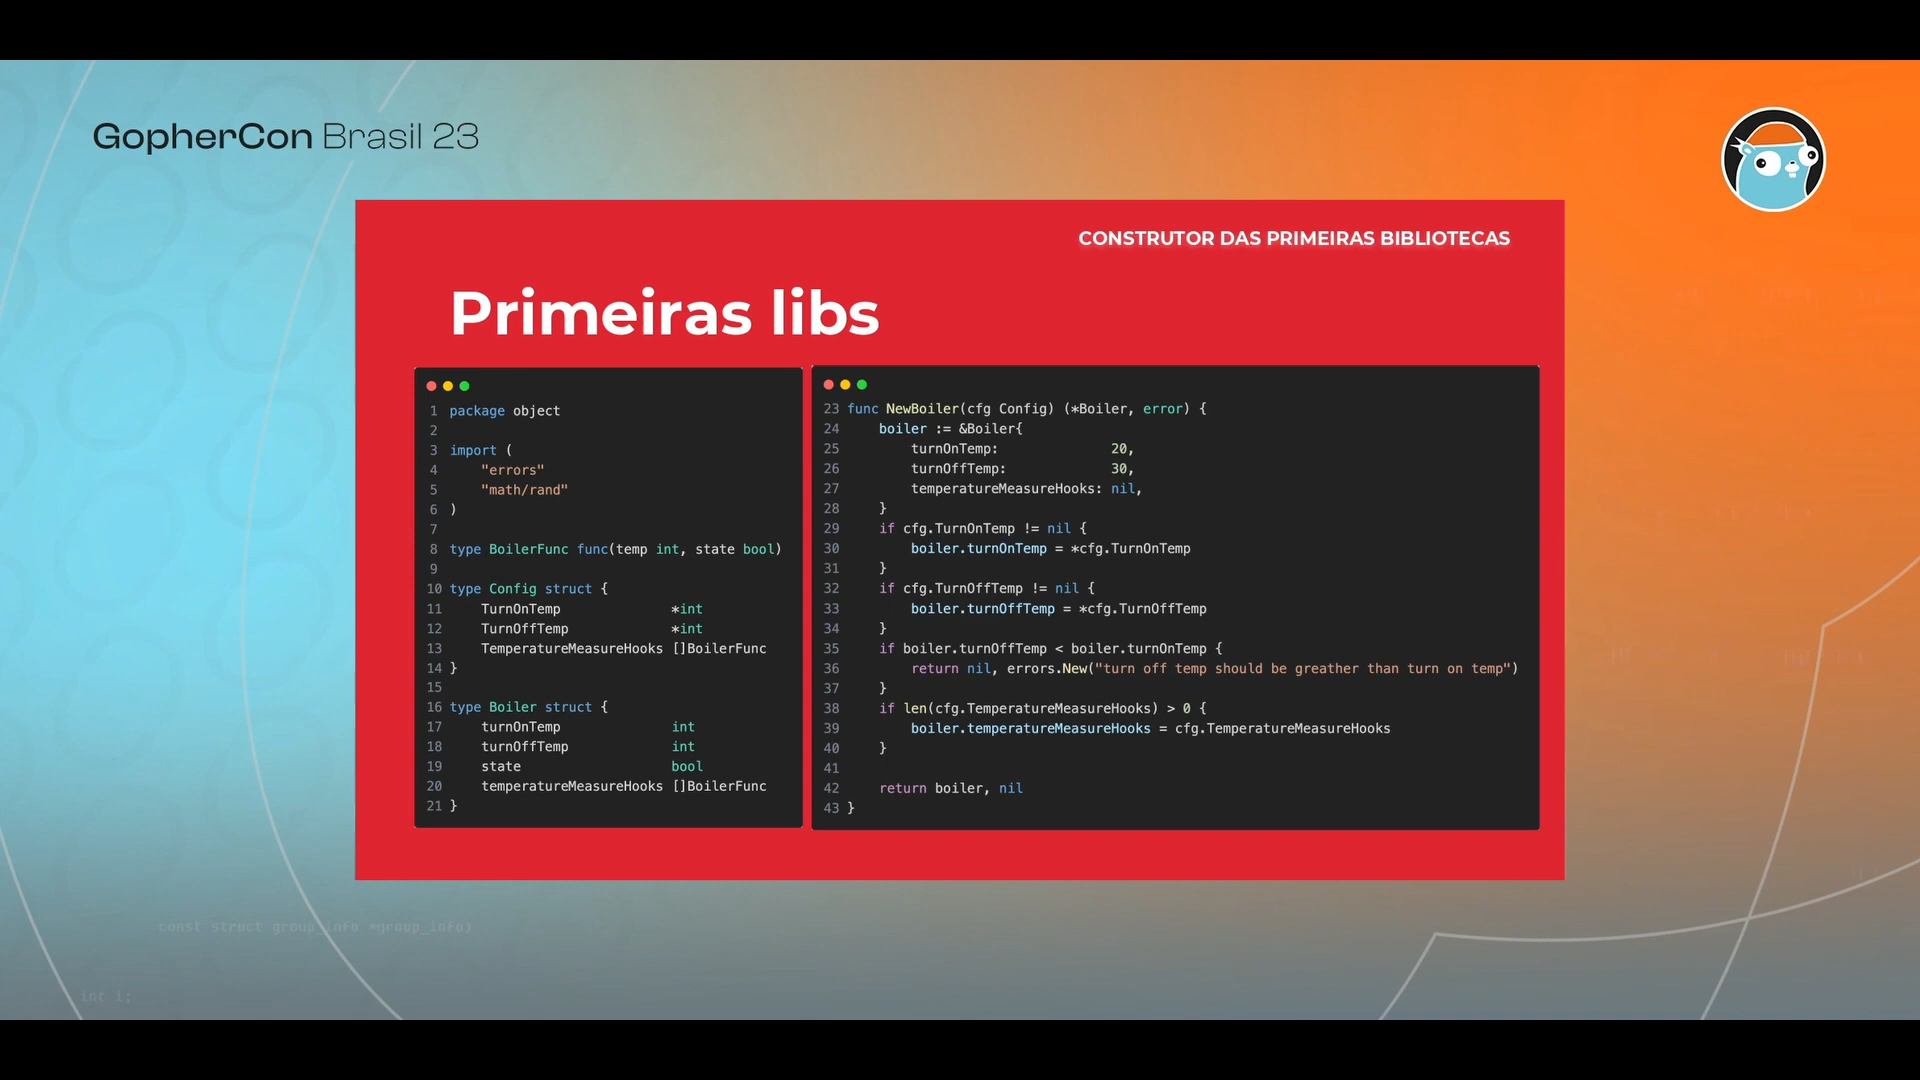 GopherCon Brasil 23
CONSTRUTOR DAS PRIMEIRAS BIBLIOTECAS
Primeiras libs
1 package object
2
3 import (
4     "errors"
5     "math/rand"
6 )
7
8 type BoilerFunc func(temp int, state bool)
9
10 type Config struct {
11     TurnOnTemp              *int
12     TurnOffTemp             *int
13     TemperatureMeasureHooks []BoilerFunc
14 }
15
16 type Boiler struct {
17     turnOnTemp              int
18     turnOffTemp             int
19     state                   bool
20     temperatureMeasureHooks []BoilerFunc
21 }
23 func NewBoiler(cfg Config) (*Boiler, error) {
24     boiler := &Boiler{
25         turnOnTemp:              20,
26         turnOffTemp:             30,
27         temperatureMeasureHooks: nil,
28     }
29     if cfg.TurnOnTemp != nil {
30         boiler.turnOnTemp = *cfg.TurnOnTemp
31     }
32     if cfg.TurnOffTemp != nil {
33         boiler.turnOffTemp = *cfg.TurnOffTemp
34     }
35     if boiler.turnOffTemp < boiler.turnOnTemp {
36         return nil, errors.New("turn off temp should be greather than turn on temp")
37     }
38     if len(cfg.TemperatureMeasureHooks) > 0 {
39         boiler.temperatureMeasureHooks = cfg.TemperatureMeasureHooks
40     }
41
42     return boiler, nil
43 }
const struct group_info *group_info)
int i;